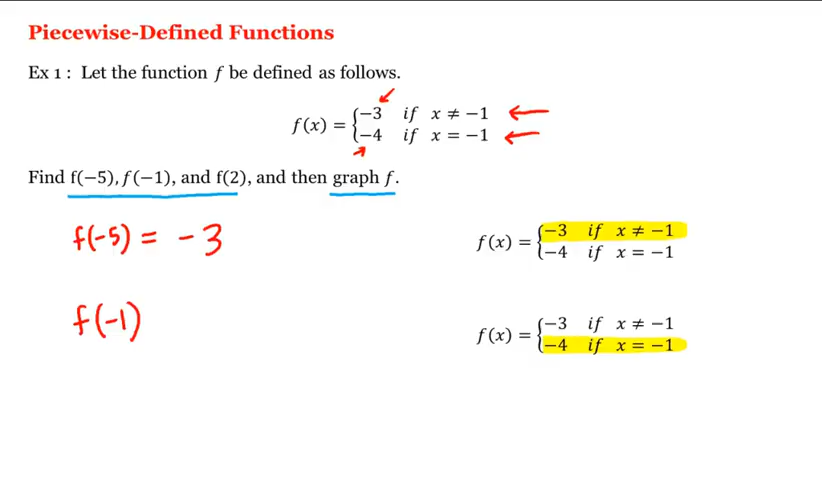 Piecewise-Defined Functions
Ex 1 : Let the function f be defined as follows.
f(x) = {−3 if x ≠ −1
−4 if x = −1
Find f(−5), f(−1), and f(2), and then graph f.
f(-5) = -3
f(x) = {−3 if x ≠ −1
−4 if x = −1
f(-1)
f(x) = {−3 if x ≠ −1
−4 if x = −1